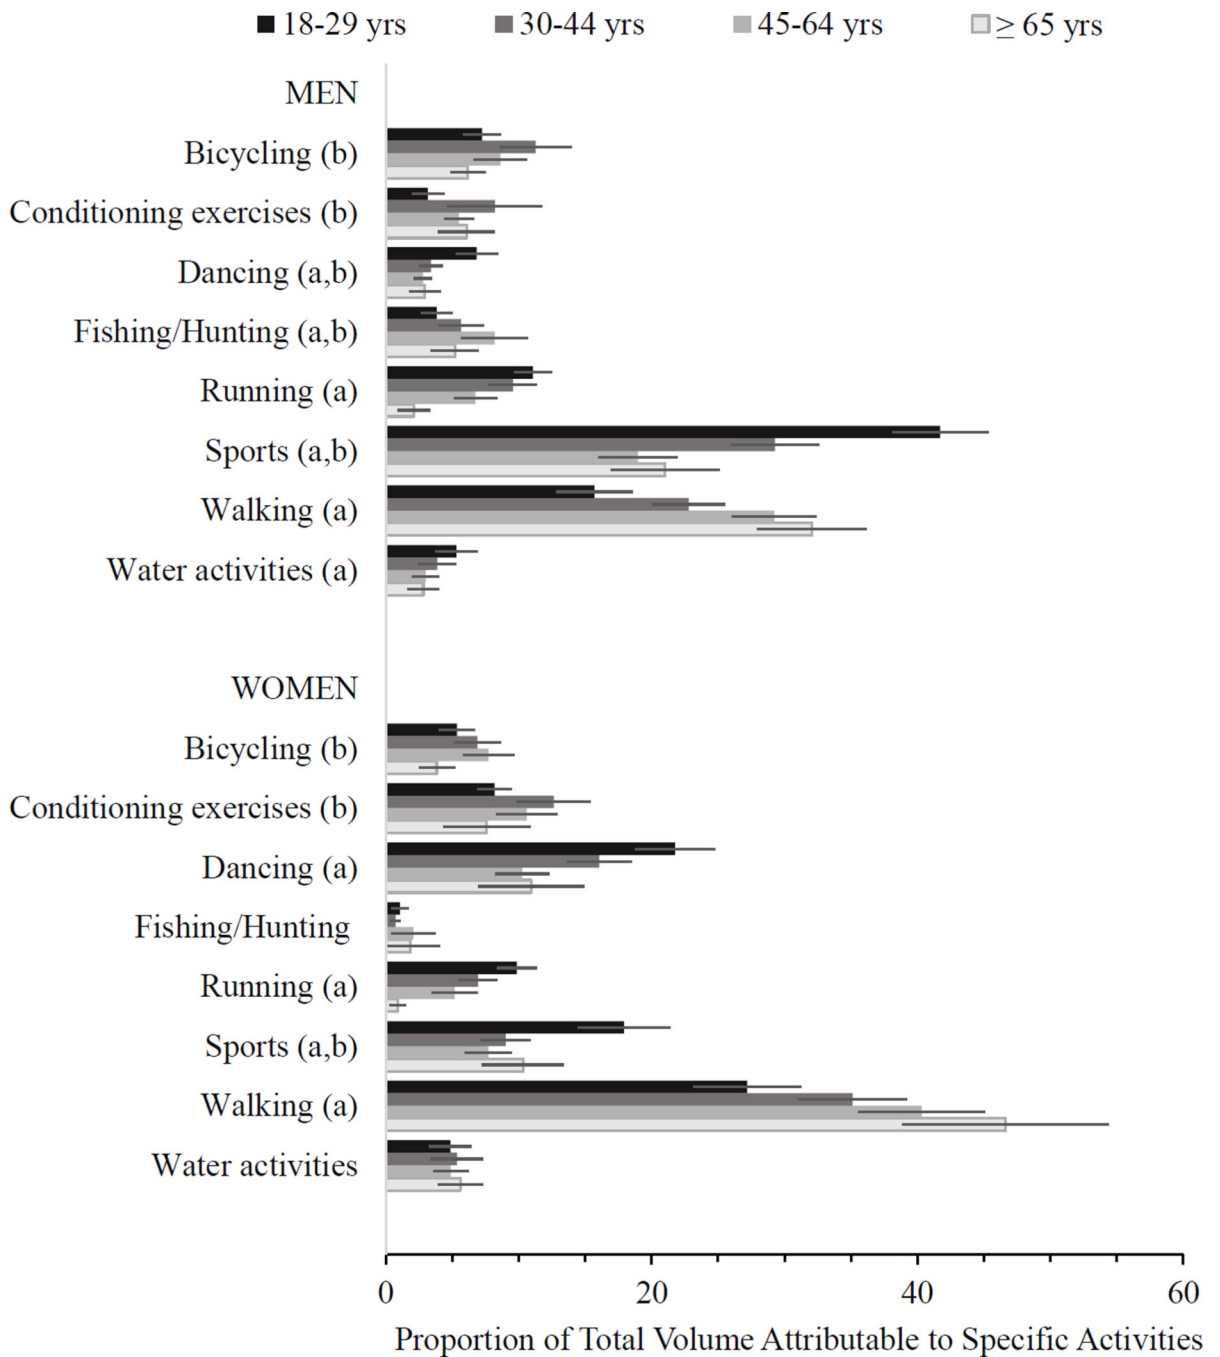 18-29 yrs 30-44 yrs 45-64 yrs ≥ 65 yrs
MEN
Bicycling (b)
Conditioning exercises (b)
Dancing (a,b)
Fishing/Hunting (a,b)
Running (a)
Sports (a,b)
Walking (a)
Water activities (a)
WOMEN
Bicycling (b)
Conditioning exercises (b)
Dancing (a)
Fishing/Hunting
Running (a)
Sports (a,b)
Walking (a)
Water activities
0 20 40 60
Proportion of Total Volume Attributable to Specific Activities